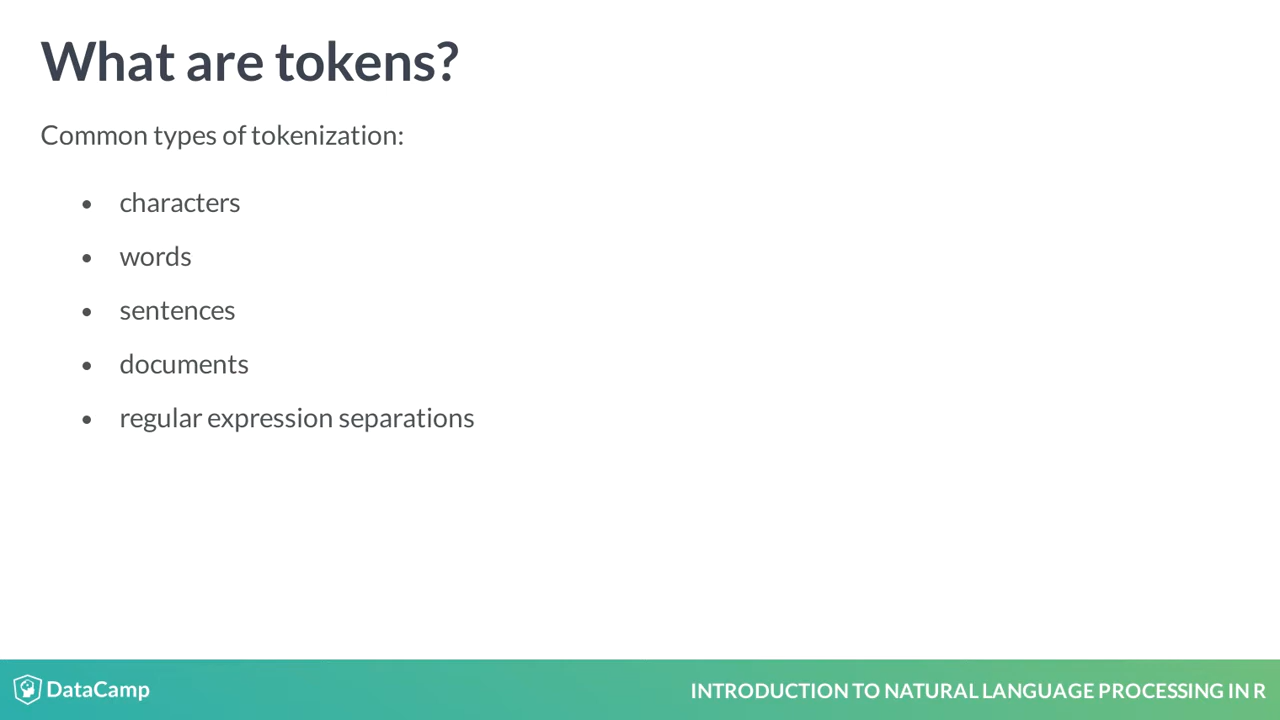 What are tokens?
Common types of tokenization:
• characters
• words
• sentences
• documents
• regular expression separations
DataCamp
INTRODUCTION TO NATURAL LANGUAGE PROCESSING IN R